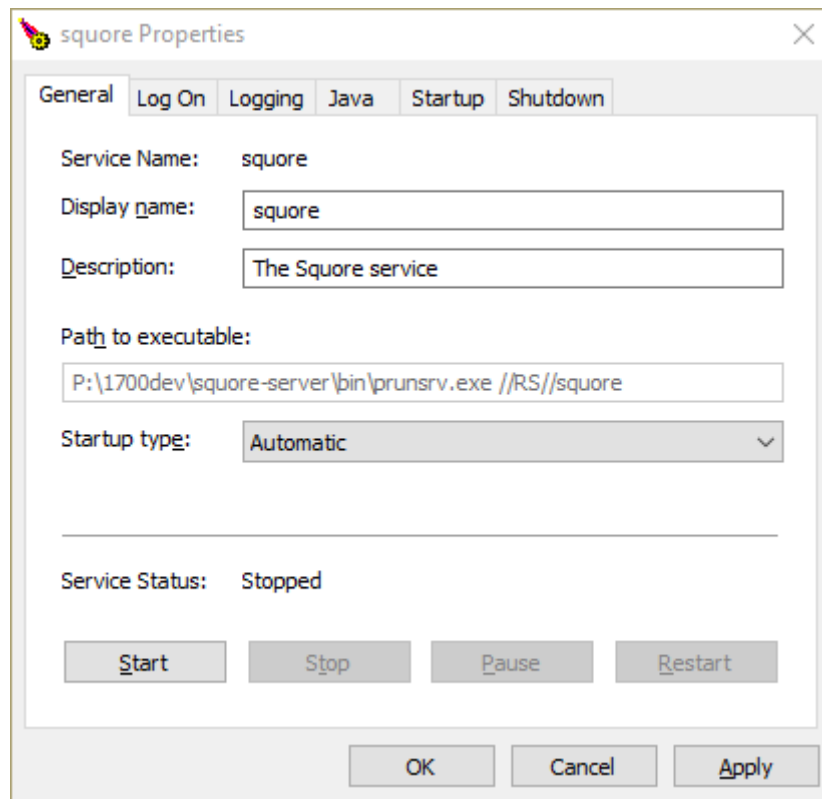 squore Properties
General Log On Logging Java Startup Shutdown
Service Name: squore
Display name: squore
Description: The Squore service
Path to executable:
P:\1700dev\squore-server\bin\prunsrv.exe //RS//squore
Startup type: Automatic
Service Status: Stopped
Start Stop Pause Restart
OK Cancel Apply